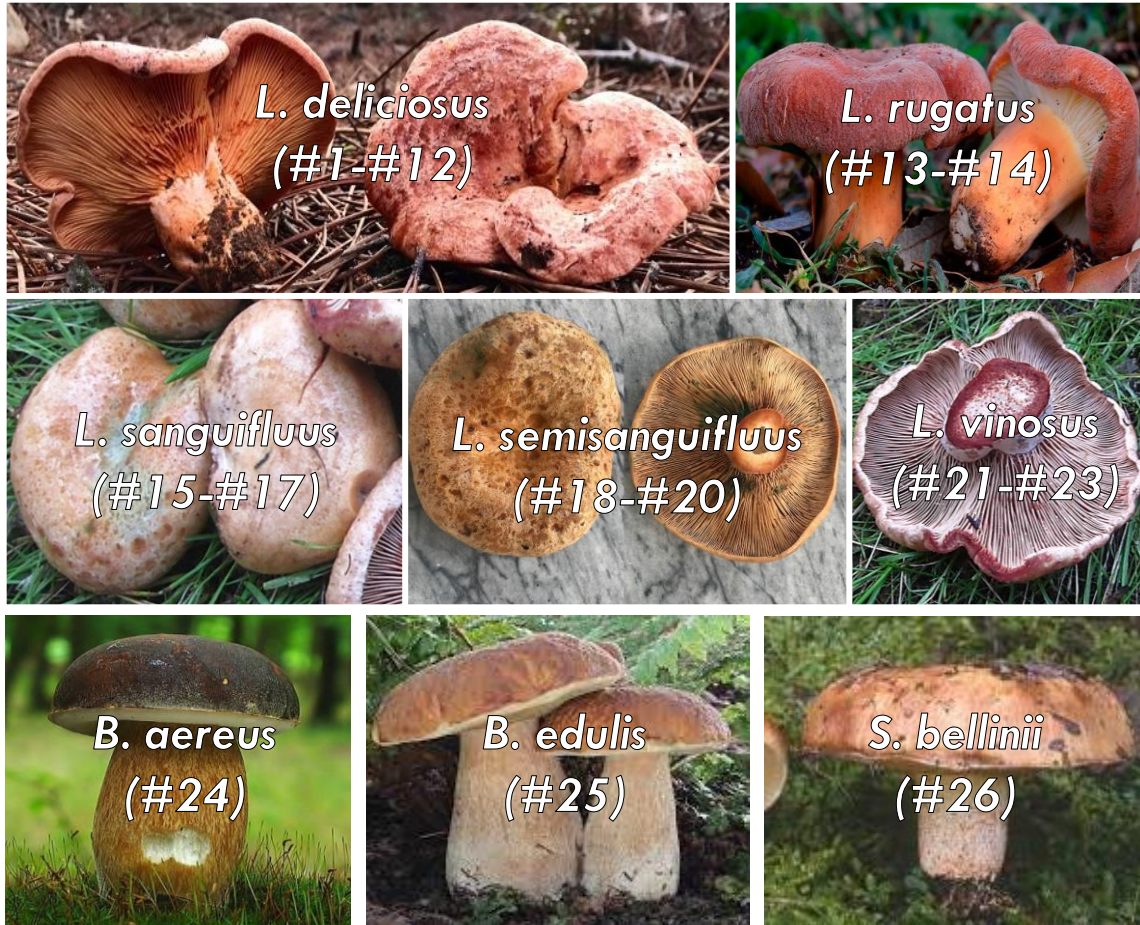 L. deliciosus
(#1-#12)
L. rugatus
(#13-#14)
L. sanguifluus
(#15-#17)
L. semisanguifluus
(#18-#20)
L. vinosus
(#21-#23)
B. aereus
(#24)
B. edulis
(#25)
S. bellinii
(#26)